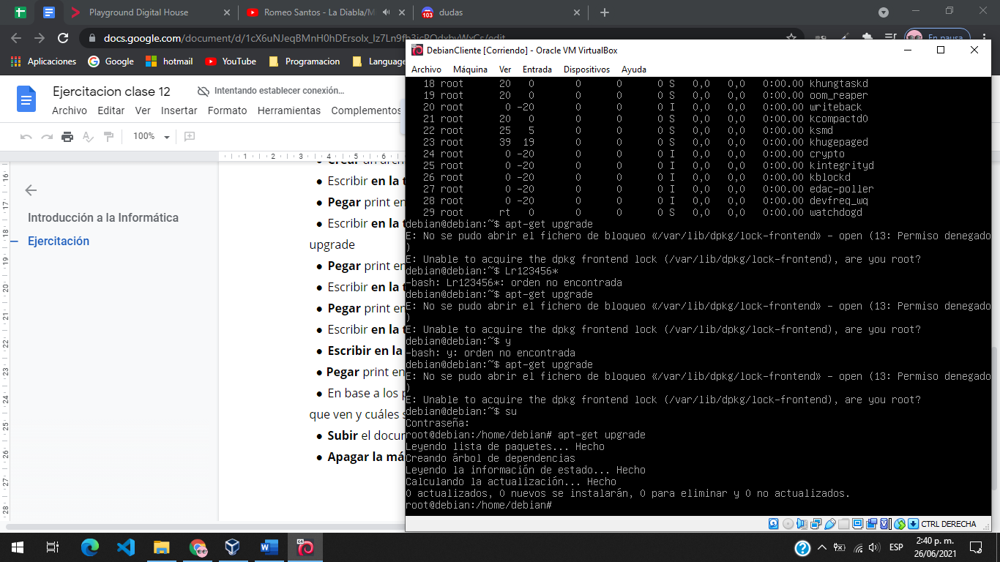 Playground Digital House
Romeo Santos - La Diabla/M
103
dudas
docs.google.com/document/d/1cX6uNJeqBMnH0hDErsoIx_Iz7Ln9fb3jcPOdxbvWxCs/edit
En pausa
Aplicaciones
Google
hotmail
YouTube
Programacion
Language
Ejercitacion clase 12
Intentando establecer conexión...
Archivo Editar Ver Insertar Formato Herramientas Complementos
100%
1 2 3 4 5 6
16
17
18
19
20
21
22
23
24
25
26
27
28
Introducción a la Informática
Ejercitación
Crear un arch
● Escribir en la t
● Pegar print en
● Escribir en la t
upgrade
● Pegar print en
● Escribir en la t
● Pegar print en
● Escribir en la t
● Escribir en la
● Pegar print en
● En base a los p
que ven y cuáles s
● Subir el docum
● Apagar la má
DebianCliente [Corriendo] - Oracle VM VirtualBox
Archivo Máquina Ver Entrada Dispositivos Ayuda
18 root 20 0 0 0 0 S 0,0 0,0 0:00.00 khungtaskd
19 root 20 0 0 0 0 S 0,0 0,0 0:00.00 oom_reaper
20 root 0 -20 0 0 0 I 0,0 0,0 0:00.00 writeback
21 root 20 0 0 0 0 S 0,0 0,0 0:00.00 kcompactd0
22 root 25 5 0 0 0 S 0,0 0,0 0:00.00 ksmd
23 root 39 19 0 0 0 S 0,0 0,0 0:00.00 khugepaged
24 root 0 -20 0 0 0 I 0,0 0,0 0:00.00 crypto
25 root 0 -20 0 0 0 I 0,0 0,0 0:00.00 kintegrityd
26 root 0 -20 0 0 0 I 0,0 0,0 0:00.00 kblockd
27 root 0 -20 0 0 0 I 0,0 0,0 0:00.00 edac-poller
28 root 0 -20 0 0 0 I 0,0 0,0 0:00.00 devfreq_wq
29 root rt 0 0 0 0 S 0,0 0,0 0:00.00 watchdogd
debian@debian:~$ apt-get upgrade
E: No se pudo abrir el fichero de bloqueo «/var/lib/dpkg/lock-frontend» - open (13: Permiso denegado
)
E: Unable to acquire the dpkg frontend lock (/var/lib/dpkg/lock-frontend), are you root?
debian@debian:~$ Lr123456*
-bash: Lr123456*: orden no encontrada
debian@debian:~$ apt-get upgrade
E: No se pudo abrir el fichero de bloqueo «/var/lib/dpkg/lock-frontend» - open (13: Permiso denegado
)
E: Unable to acquire the dpkg frontend lock (/var/lib/dpkg/lock-frontend), are you root?
debian@debian:~$ y
-bash: y: orden no encontrada
debian@debian:~$ apt-get upgrade
E: No se pudo abrir el fichero de bloqueo «/var/lib/dpkg/lock-frontend» - open (13: Permiso denegado
)
E: Unable to acquire the dpkg frontend lock (/var/lib/dpkg/lock-frontend), are you root?
debian@debian:~$ su
Contraseña:
root@debian:/home/debian# apt-get upgrade
Leyendo lista de paquetes... Hecho
Creando árbol de dependencias
Leyendo la información de estado... Hecho
Calculando la actualización... Hecho
0 actualizados, 0 nuevos se instalarán, 0 para eliminar y 0 no actualizados.
root@debian:/home/debian#
CTRL DERECHA
ESP
2:40 p. m.
26/06/2021